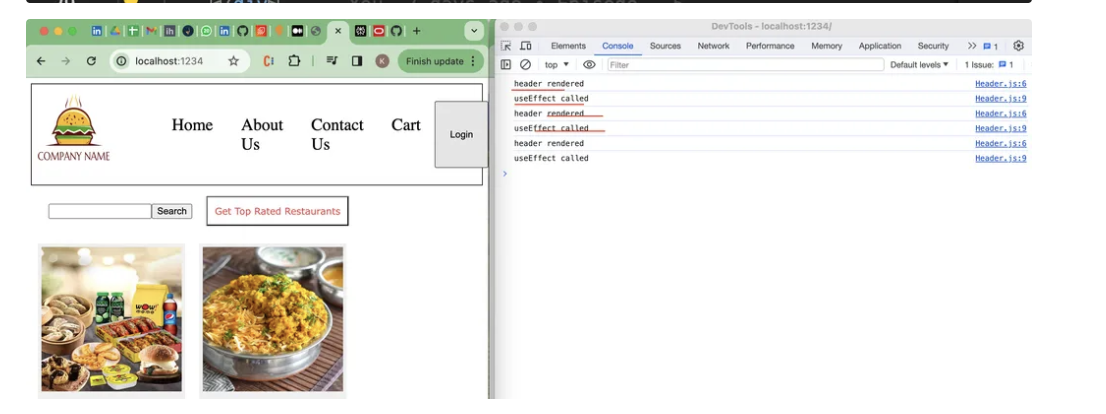 DevTools - localhost:1234/
localhost:1234
Finish update
Elements Console Sources Network Performance Memory Application Security 1
top Filter Default levels 1 Issue: 1
COMPANY NAME
Home
About Us
Contact Us
Cart
Login
Search
Get Top Rated Restaurants
WOW!
header rendered Header.js:6
useEffect called Header.js:9
header rendered Header.js:6
useEffect called Header.js:9
header rendered Header.js:6
useEffect called Header.js:9